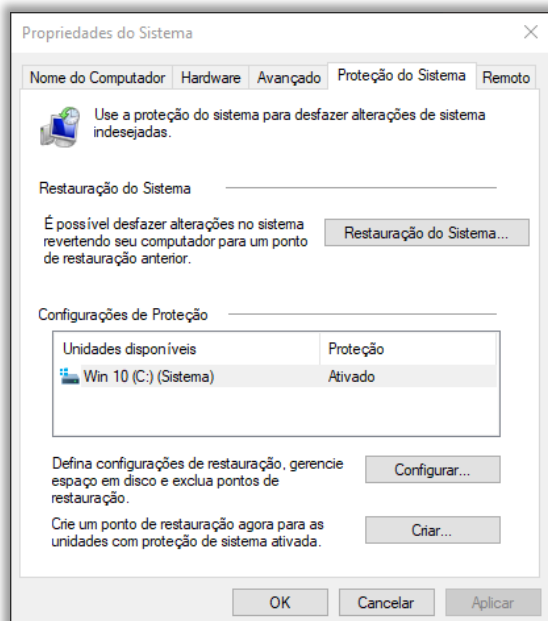 Propriedades do Sistema
Nome do Computador Hardware Avançado Proteção do Sistema Remoto
Use a proteção do sistema para desfazer alterações de sistema
indesejadas.
Restauração do Sistema
É possível desfazer alterações no sistema
revertendo seu computador para um ponto
de restauração anterior.
Restauração do Sistema...
Configurações de Proteção
Unidades disponíveis Proteção
Win 10 (C:) (Sistema) Ativado
Defina configurações de restauração, gerencie
espaço em disco e exclua pontos de
restauração.
Configurar...
Crie um ponto de restauração agora para as
unidades com proteção de sistema ativada.
Criar...
OK Cancelar Aplicar